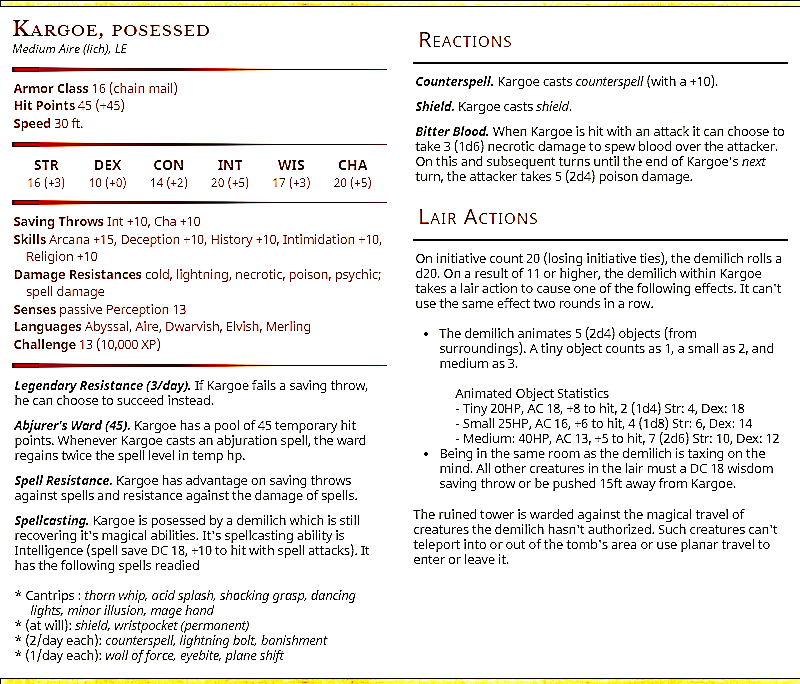 Kargoe, posessed
Medium Aire (lich), LE
Armor Class 16 (chain mail)
Hit Points 45 (+45)
Speed 30 ft.
STR DEX CON INT WIS CHA
16 (+3) 10 (+0) 14 (+2) 20 (+5) 17 (+3) 20 (+5)
Saving Throws Int +10, Cha +10
Skills Arcana +15, Deception +10, History +10, Intimidation +10,
Religion +10
Damage Resistances cold, lightning, necrotic, poison, psychic;
spell damage
Senses passive Perception 13
Languages Abyssal, Aire, Dwarvish, Elvish, Merling
Challenge 13 (10,000 XP)
Legendary Resistance (3/day). If Kargoe fails a saving throw,
he can choose to succeed instead.
Abjurer's Ward (45). Kargoe has a pool of 45 temporary hit
points. Whenever Kargoe casts an abjuration spell, the ward
regains twice the spell level in temp hp.
Spell Resistance. Kargoe has advantage on saving throws
against spells and resistance against the damage of spells.
Spellcasting. Kargoe is posessed by a demilich which is still
recovering it's magical abilities. It's spellcasting ability is
Intelligence (spell save DC 18, +10 to hit with spell attacks). It
has the following spells readied
* Cantrips : thorn whip, acid splash, shocking grasp, dancing
lights, minor illusion, mage hand
* (at will): shield, wristpocket (permanent)
* (2/day each): counterspell, lightning bolt, banishment
* (1/day each): wall of force, eyebite, plane shift
Reactions
Counterspell. Kargoe casts counterspell (with a +10).
Shield. Kargoe casts shield.
Bitter Blood. When Kargoe is hit with an attack it can choose to
take 3 (1d6) necrotic damage to spew blood over the attacker.
On this and subsequent turns until the end of Kargoe's next
turn, the attacker takes 5 (2d4) poison damage.
Lair Actions
On initiative count 20 (losing initiative ties), the demilich rolls a
d20. On a result of 11 or higher, the demilich within Kargoe
takes a lair action to cause one of the following effects. It can't
use the same effect two rounds in a row.
• The demilich animates 5 (2d4) objects (from
surroundings). A tiny object counts as 1, a small as 2, and
medium as 3.
Animated Object Statistics
- Tiny 20HP, AC 18, +8 to hit, 2 (1d4) Str: 4, Dex: 18
- Small 25HP, AC 16, +6 to hit, 4 (1d8) Str: 6, Dex: 14
- Medium: 40HP, AC 13, +5 to hit, 7 (2d6) Str: 10, Dex: 12
• Being in the same room as the demilich is taxing on the
mind. All other creatures in the lair must a DC 18 wisdom
saving throw or be pushed 15ft away from Kargoe.
The ruined tower is warded against the magical travel of
creatures the demilich hasn't authorized. Such creatures can't
teleport into or out of the tomb's area or use planar travel to
enter or leave it.